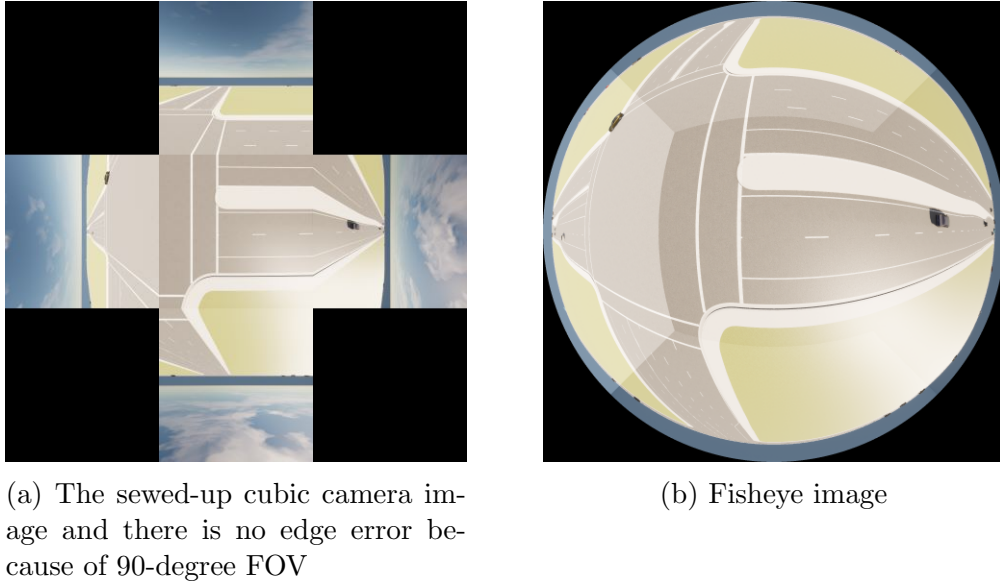 (a) The sewed-up cubic camera im-
age and there is no edge error be-
cause of 90-degree FOV
(b) Fisheye image